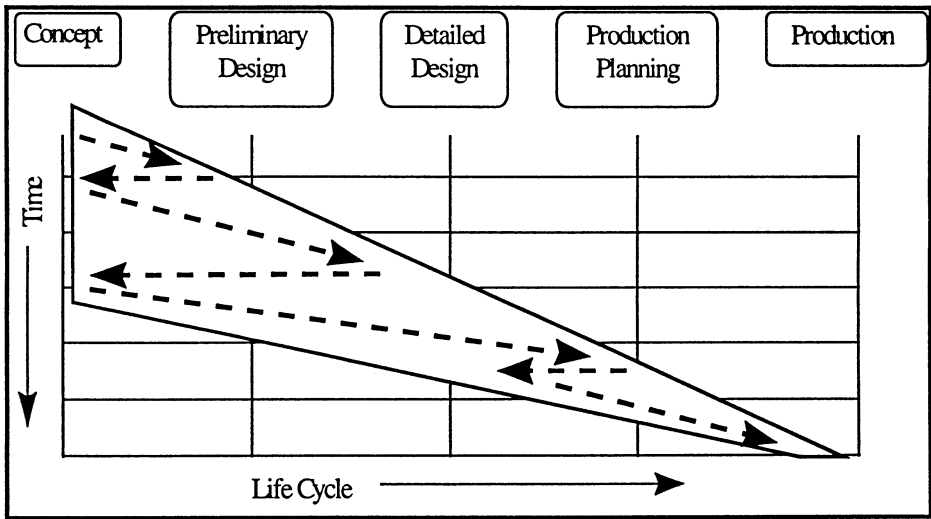 Concept
Preliminary
Design
Detailed
Design
Production
Planning
Production
Time
Life Cycle